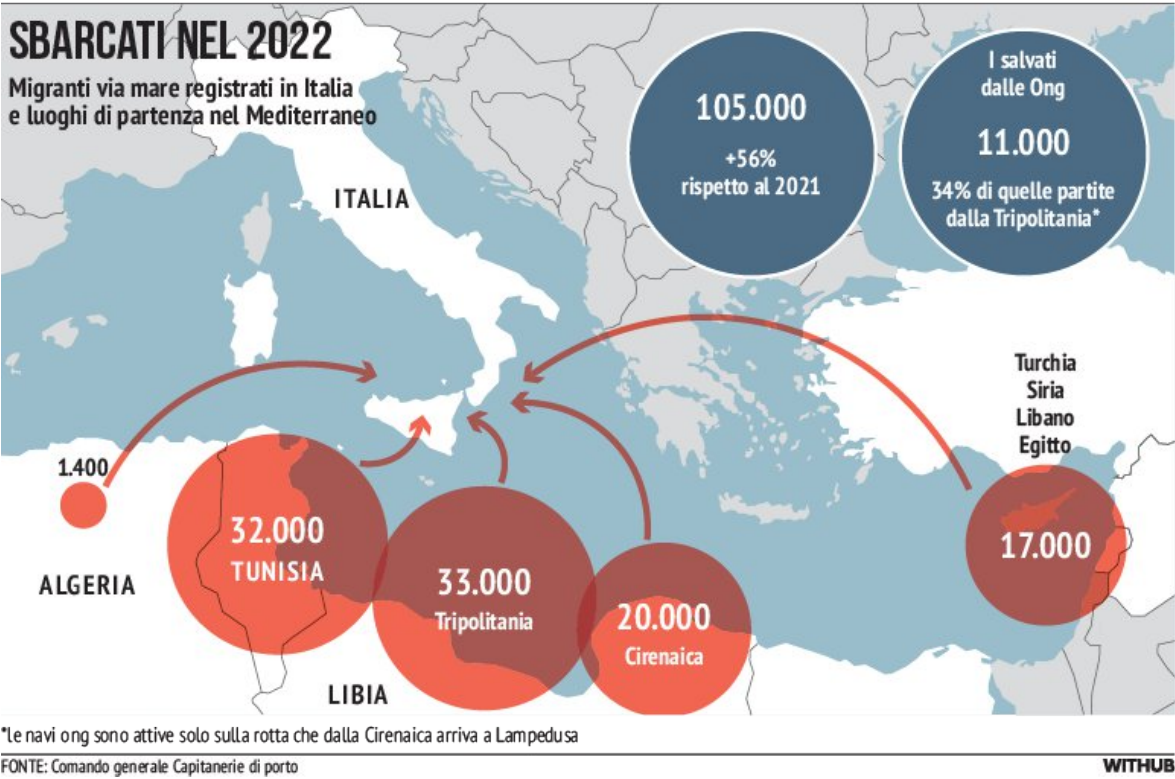 SBARCATI NEL 2022
Migranti via mare registrati in Italia
e luoghi di partenza nel Mediterraneo
105.000
+56%
rispetto al 2021
I salvati
dalle Ong
11.000
34% di quelle partite
dalla Tripolitania*
ITALIA
Turchia
Siria
Libano
Egitto
17.000
1.400
ALGERIA
32.000
TUNISIA
33.000
Tripolitania
20.000
Cirenaica
LIBIA
*le navi ong sono attive solo sulla rotta che dalla Cirenaica arriva a Lampedusa
FONTE: Comando generale Capitanerie di porto
WITHUB